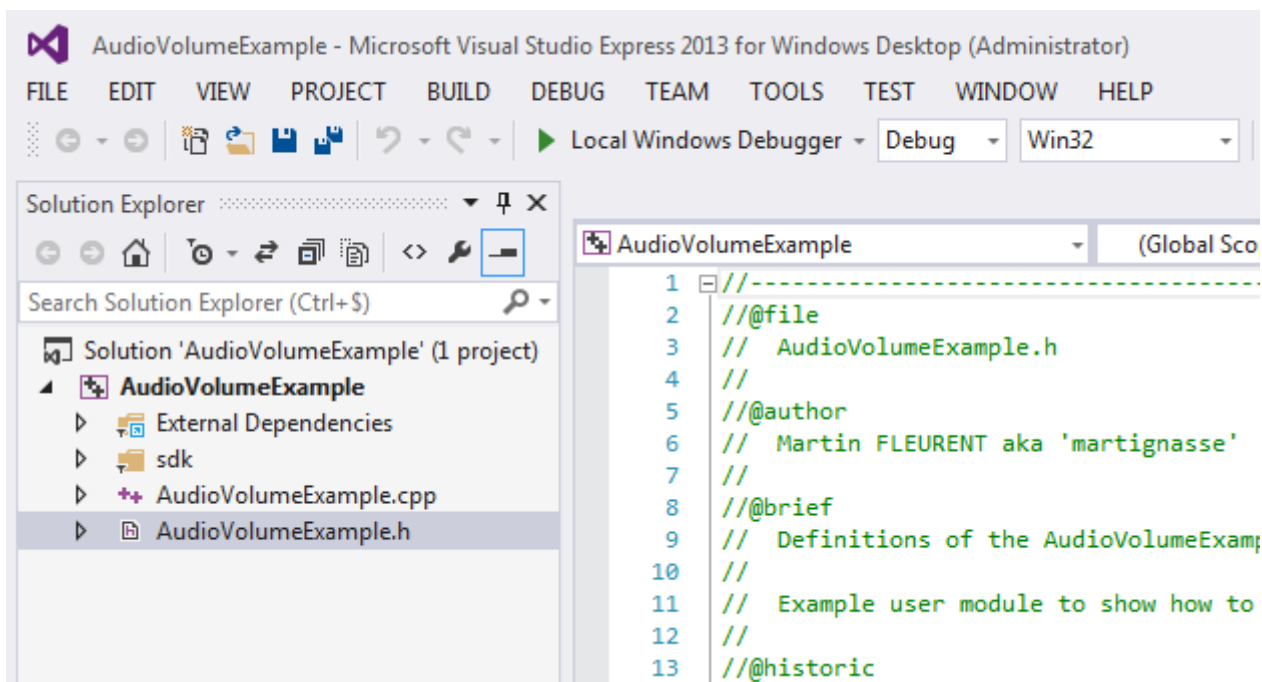 AudioVolumeExample - Microsoft Visual Studio Express 2013 for Windows Desktop (Administrator)
FILE EDIT VIEW PROJECT BUILD DEBUG TEAM TOOLS TEST WINDOW HELP
Local Windows Debugger Debug Win32
Solution Explorer
Search Solution Explorer (Ctrl+$)
Solution 'AudioVolumeExample' (1 project)
AudioVolumeExample
External Dependencies
sdk
AudioVolumeExample.cpp
AudioVolumeExample.h
AudioVolumeExample (Global Sco
1 //-------------------------------------
2 //@file
3 // AudioVolumeExample.h
4 //
5 //@author
6 // Martin FLEURENT aka 'martignasse'
7 //
8 //@brief
9 // Definitions of the AudioVolumeExamp
10 //
11 // Example user module to show how to
12 //
13 //@historic